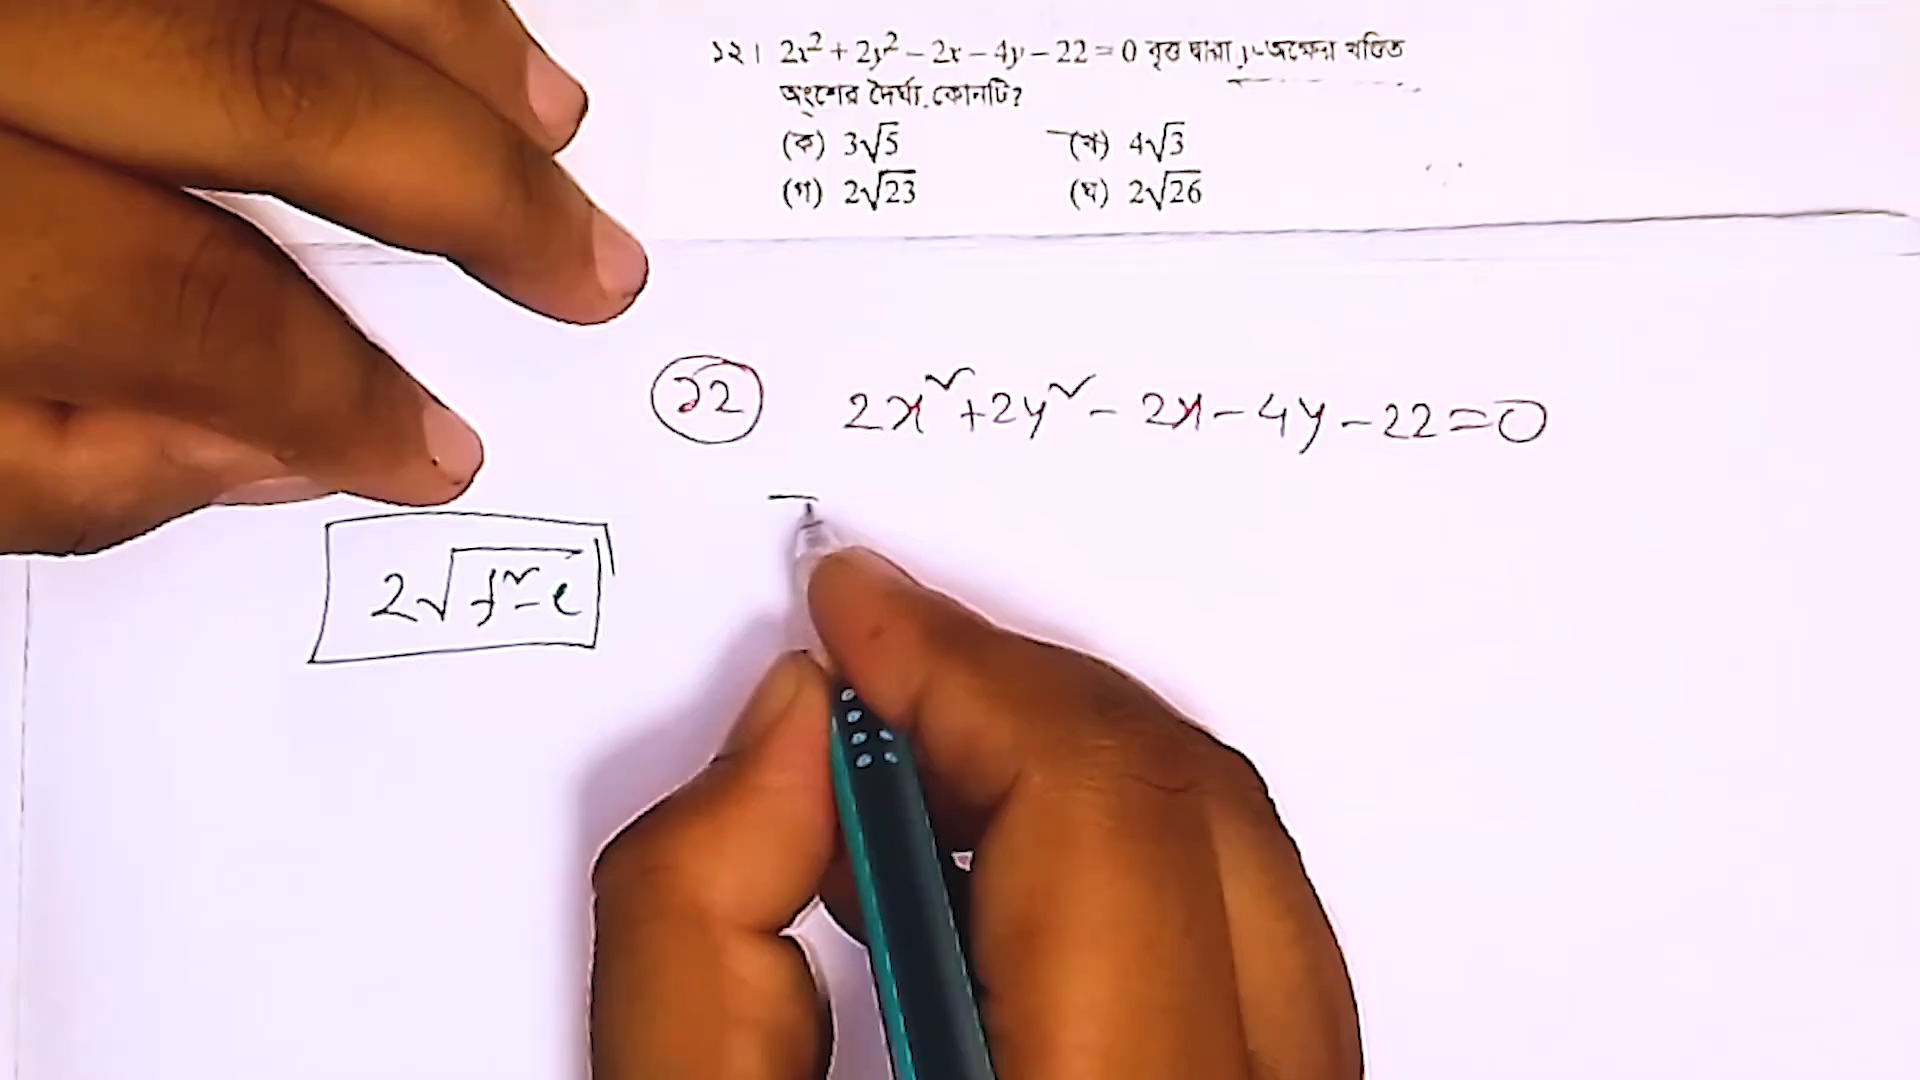 ১২। 2x² + 2y² – 2x – 4y – 22 = 0 বৃত্ত দ্বারা y-অক্ষের খণ্ডিত
অংশের দৈর্ঘ্য কোনটি?
(ক) 3√5 (খ) 4√3
(গ) 2√23 (ঘ) 2√26
১২ 2x² + 2y² - 2x - 4y - 22 = 0
2√f² - c